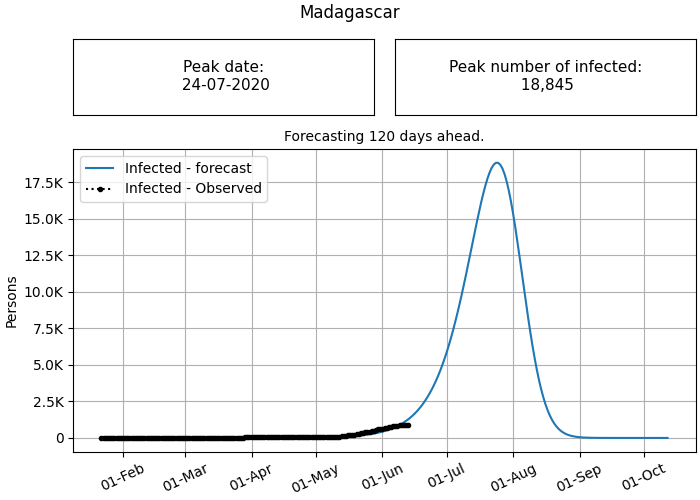 Madagascar
Peak date:
24-07-2020
Peak number of infected:
18,845
Forecasting 120 days ahead.
Infected - forecast
Infected - Observed
Persons
17.5K
15.0K
12.5K
10.0K
7.5K
5.0K
2.5K
0
01-Feb
01-Mar
01-Apr
01-May
01-Jun
01-Jul
01-Aug
01-Sep
01-Oct